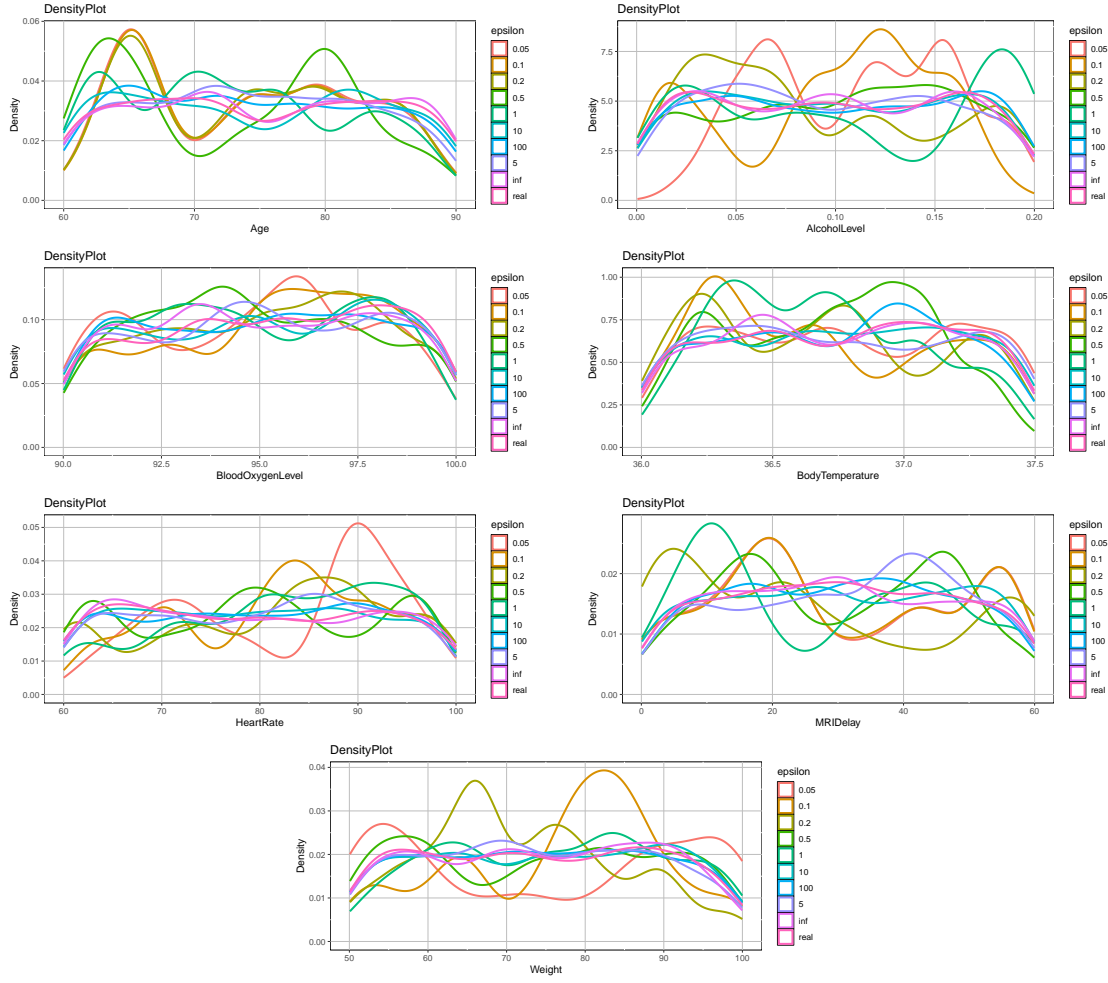 DensityPlot
epsilon
0.06
0.04
0.02
0.00
Density
60
70
80
90
Age
0.05
0.1
0.2
0.5
1
10
100
5
inf
real
DensityPlot
epsilon
7.5
5.0
2.5
0.0
Density
0.00
0.05
0.10
0.15
0.20
AlcoholLevel
0.05
0.1
0.2
0.5
1
10
100
5
inf
real
DensityPlot
epsilon
0.10
0.05
0.00
Density
90.0
92.5
95.0
97.5
100.0
BloodOxygenLevel
0.05
0.1
0.2
0.5
1
10
100
5
inf
real
DensityPlot
epsilon
1.00
0.75
0.50
0.25
0.00
Density
36.0
36.5
37.0
37.5
BodyTemperature
0.05
0.1
0.2
0.5
1
10
100
5
inf
real
DensityPlot
epsilon
0.05
0.04
0.03
0.02
0.01
0.00
Density
60
70
80
90
100
HeartRate
0.05
0.1
0.2
0.5
1
10
100
5
inf
real
DensityPlot
epsilon
0.02
0.01
0.00
Density
0
20
40
60
MRIDelay
0.05
0.1
0.2
0.5
1
10
100
5
inf
real
DensityPlot
epsilon
0.04
0.03
0.02
0.01
0.00
Density
50
60
70
80
90
100
Weight
0.05
0.1
0.2
0.5
1
10
100
5
inf
real